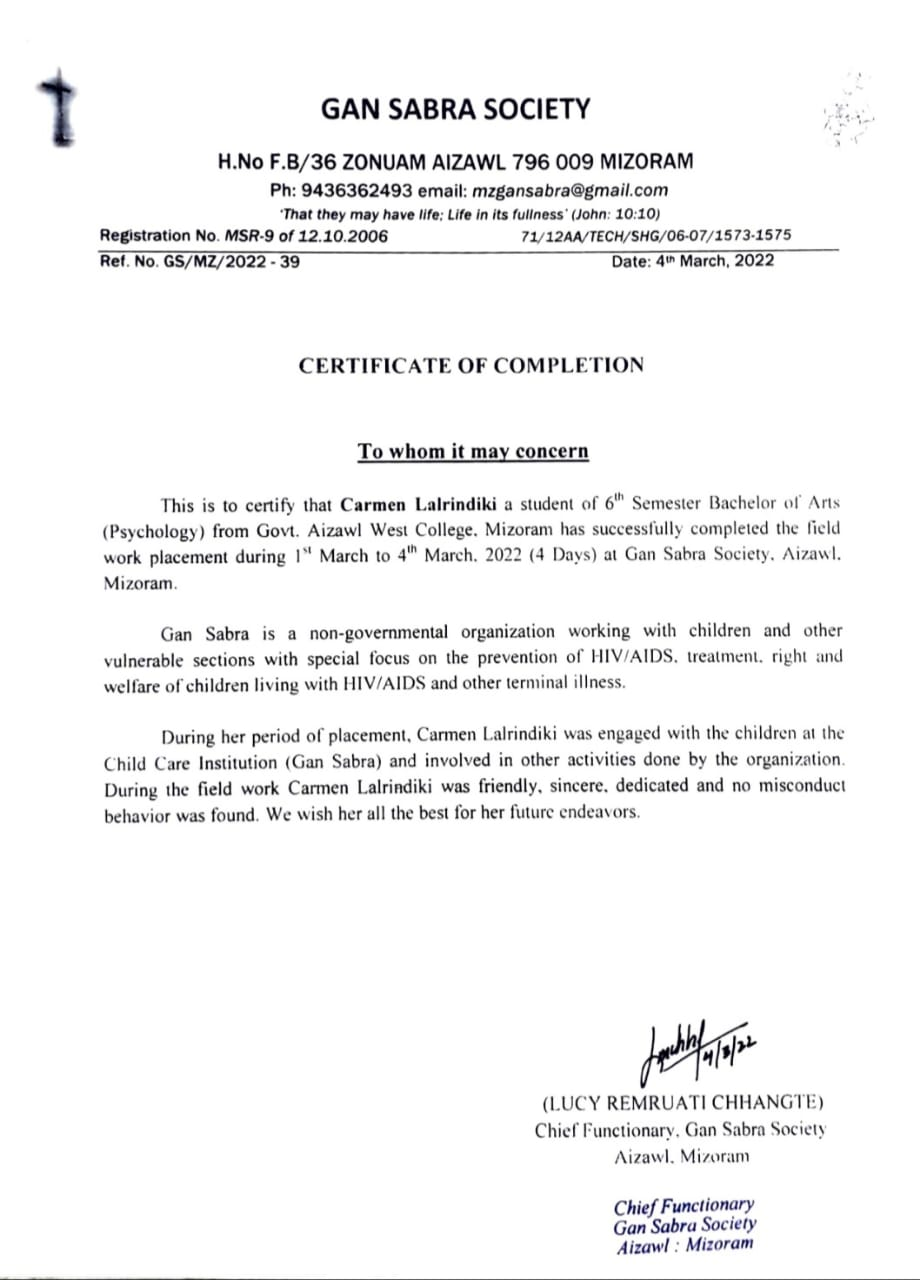 GAN SABRA SOCIETY
H.No F.B/36 ZONUAM AIZAWL 796 009 MIZORAM
Ph: 9436362493 email: mzgansabra@gmail.com
'That they may have life; Life in its fullness' (John: 10:10)
Registration No. MSR-9 of 12.10.2006 71/12AA/TECH/SHG/06-07/1573-1575
Ref. No. GS/MZ/2022 - 39 Date: 4th March, 2022
CERTIFICATE OF COMPLETION
To whom it may concern
This is to certify that Carmen Lalrindiki a student of 6th Semester Bachelor of Arts
(Psychology) from Govt. Aizawl West College, Mizoram has successfully completed the field
work placement during 1st March to 4th March, 2022 (4 Days) at Gan Sabra Society, Aizawl,
Mizoram.
Gan Sabra is a non-governmental organization working with children and other
vulnerable sections with special focus on the prevention of HIV/AIDS, treatment, right and
welfare of children living with HIV/AIDS and other terminal illness.
During her period of placement, Carmen Lalrindiki was engaged with the children at the
Child Care Institution (Gan Sabra) and involved in other activities done by the organization.
During the field work Carmen Lalrindiki was friendly, sincere, dedicated and no misconduct
behavior was found. We wish her all the best for her future endeavors.
4/3/22
(LUCY REMRUATI CHHANGTE)
Chief Functionary, Gan Sabra Society
Aizawl, Mizoram
Chief Functionary
Gan Sabra Society
Aizawl : Mizoram